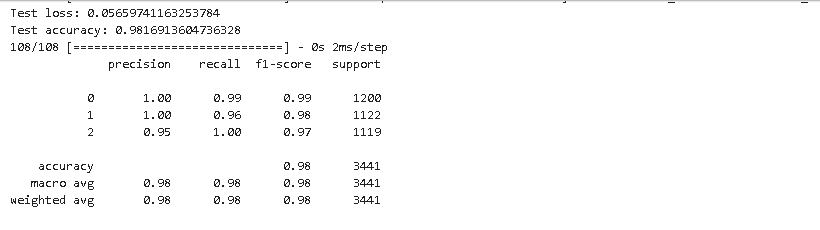 Test loss: 0.05659741163253784
Test accuracy: 0.9816913604736328
108/108 [==============================] - 0s 2ms/step
precision recall f1-score support
0 1.00 0.99 0.99 1200
1 1.00 0.96 0.98 1122
2 0.95 1.00 0.97 1119
accuracy 0.98 3441
macro avg 0.98 0.98 0.98 3441
weighted avg 0.98 0.98 0.98 3441